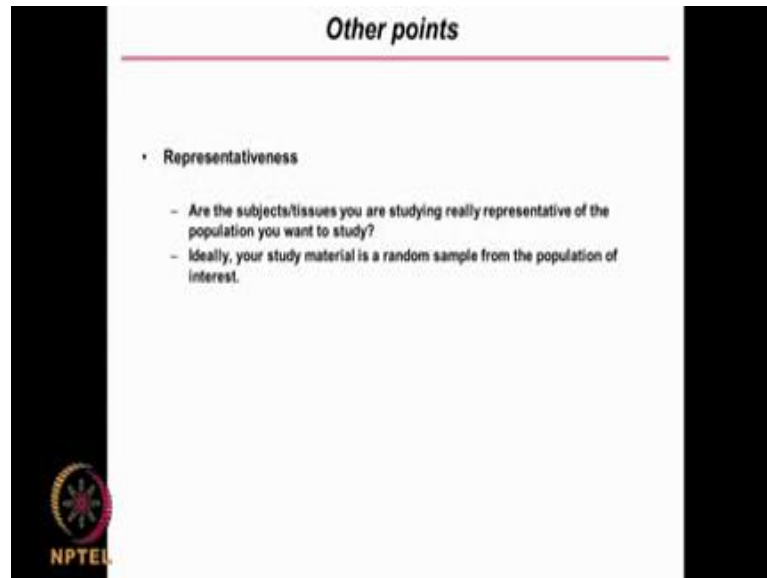 Other points
• Representativeness
– Are the subjects/tissues you are studying really representative of the
population you want to study?
– Ideally, your study material is a random sample from the population of
interest.
NPTEL